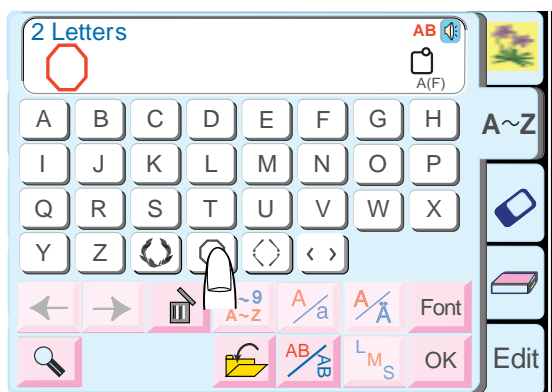 2 Letters AB
A(F)
A B C D E F G H
A~Z
I J K L M N O P
Q R S T U V W X
Y Z < >
~9
A~Z
A/a
A/Ä
Font
AB/AB
L M S
OK
Edit